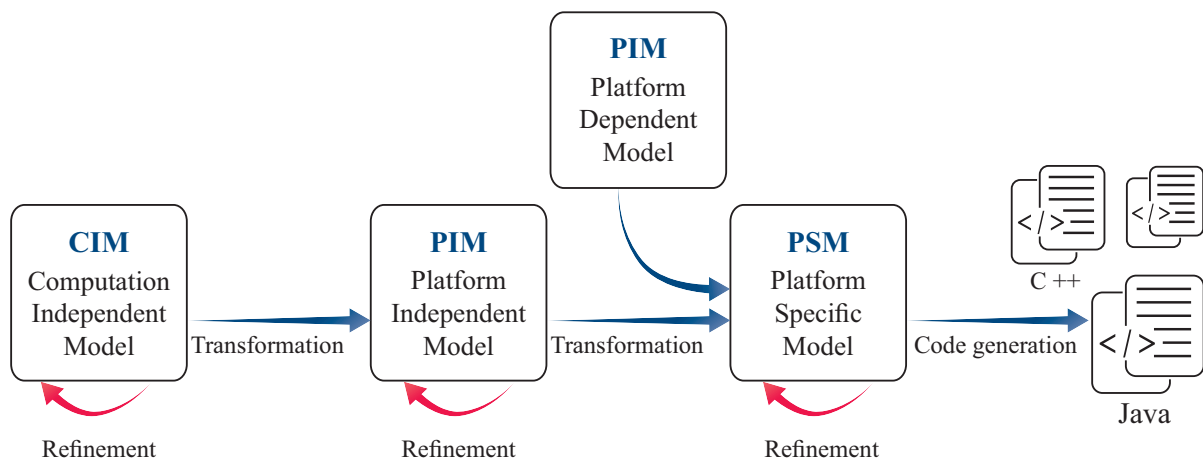 PIM
Platform
Dependent
Model
CIM
Computation
Independent
Model
Transformation
PIM
Platform
Independent
Model
Transformation
PSM
Platform
Specific
Model
Code generation
</>
</>
C ++
</>
Java
Refinement
Refinement
Refinement